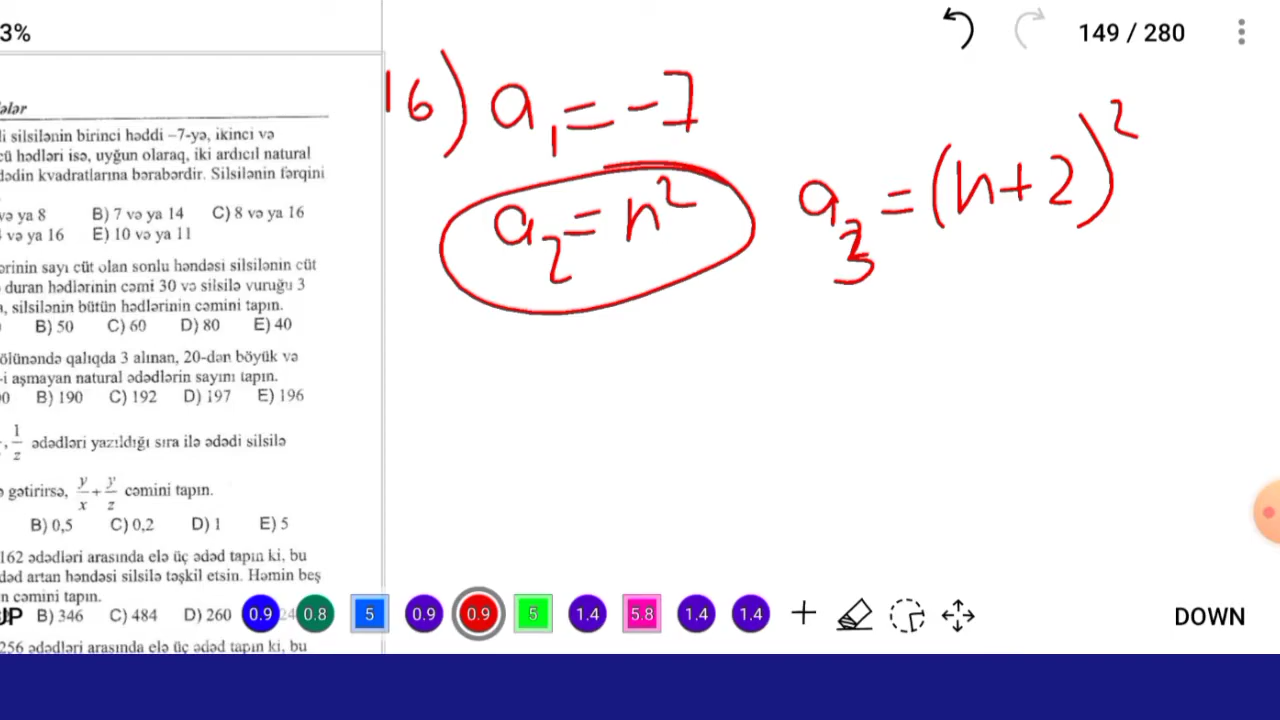 3%
149 / 280
ələr
li silsilənin birinci həddi –7-yə, ikinci və
cü hədləri isə, uyğun olaraq, iki ardıcıl natural
ədədin kvadratlarına bərabərdir. Silsilənin fərqini
və ya 8 B) 7 və ya 14 C) 8 və ya 16
və ya 16 E) 10 və ya 11
ərinin sayı cüt olan sonlu həndəsi silsilənin cüt
duran hədlərinin cəmi 30 və silsilə vuruğu 3
a, silsilənin bütün hədlərinin cəmini tapın.
B) 50 C) 60 D) 80 E) 40
ölünəndə qalıqda 3 alınan, 20-dən böyük və
-i aşmayan natural ədədlərin sayını tapın.
00 B) 190 C) 192 D) 197 E) 196
, 1/z ədədləri yazıldığı sıra ilə ədədi silsilə
ə gətirirsə, y/x + y/z cəmini tapın.
B) 0,5 C) 0,2 D) 1 E) 5
162 ədədləri arasında elə üç ədəd tapın ki, bu
dəd artan həndəsi silsilə təşkil etsin. Həmin beş
n cəmini tapın.
B) 346 C) 484 D) 260
256 ədədləri arasında elə üç ədəd tapın ki, bu
16) a₁ = -7
a₂ = n² a₃ = (n+2)²
UP 0.9 0.8 5 0.9 0.9 5 1.4 5.8 1.4 1.4 DOWN